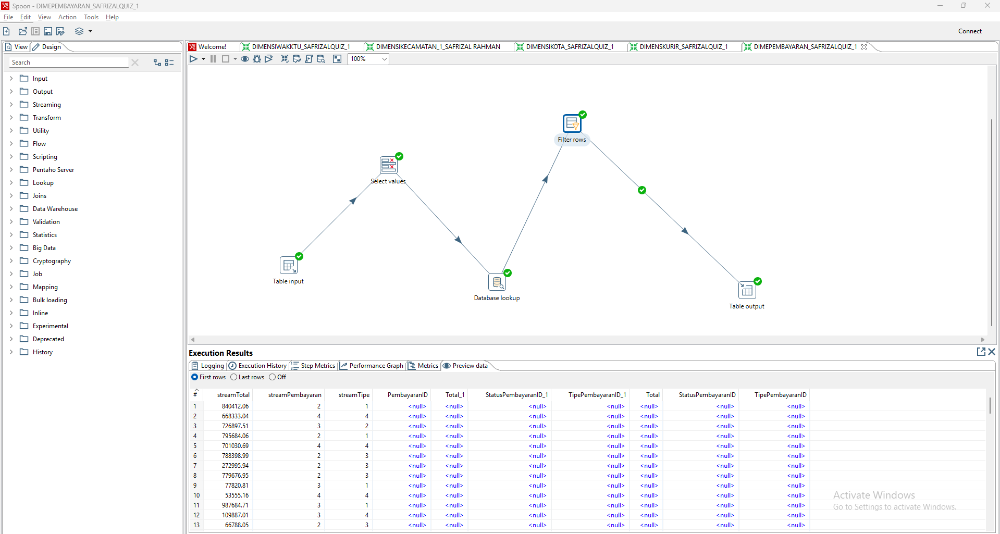 Spoon - DIMEPEMBAYARAN_SAFRIZALQUIZ_1
File Edit View Action Tools Help
Connect
View Design
Welcome! DIMENSIWAKKTU_SAFRIZALQUIZ_1 DIMENSIKECAMATAN_1_SAFRIZAL RAHMAN DIMENSIKOTA_SAFRIZALQUIZ_1 DIMENSKURIR_SAFRIZALQUIZ_1 DIMEPEMBAYARAN_SAFRIZALQUIZ_1
100%
Search
Input
Output
Streaming
Transform
Utility
Flow
Scripting
Pentaho Server
Lookup
Joins
Data Warehouse
Validation
Statistics
Big Data
Cryptography
Job
Mapping
Bulk loading
Inline
Experimental
Deprecated
History
Filter rows
Select values
Table input
Database lookup
Table output
Execution Results
Logging Execution History Step Metrics Performance Graph Metrics Preview data
First rows Last rows Off
# streamTotal streamPembayaran streamTipe PembayaranID Total_1 StatusPembayaranID_1 TipePembayaranID_1 Total StatusPembayaranID TipePembayaranID
1 840412.06 2 1 <null> <null> <null> <null> <null> <null> <null>
2 668333.04 4 4 <null> <null> <null> <null> <null> <null> <null>
3 726897.51 3 2 <null> <null> <null> <null> <null> <null> <null>
4 795684.06 2 1 <null> <null> <null> <null> <null> <null> <null>
5 701030.69 4 4 <null> <null> <null> <null> <null> <null> <null>
6 788398.99 2 3 <null> <null> <null> <null> <null> <null> <null>
7 272995.94 2 3 <null> <null> <null> <null> <null> <null> <null>
8 779676.95 2 3 <null> <null> <null> <null> <null> <null> <null>
9 77820.81 3 1 <null> <null> <null> <null> <null> <null> <null>
10 53555.16 4 4 <null> <null> <null> <null> <null> <null> <null>
11 987684.71 3 1 <null> <null> <null> <null> <null> <null> <null>
12 109887.01 3 4 <null> <null> <null> <null> <null> <null> <null>
13 66788.05 2 3 <null> <null> <null> <null> <null> <null> <null>
Activate Windows
Go to Settings to activate Windows.